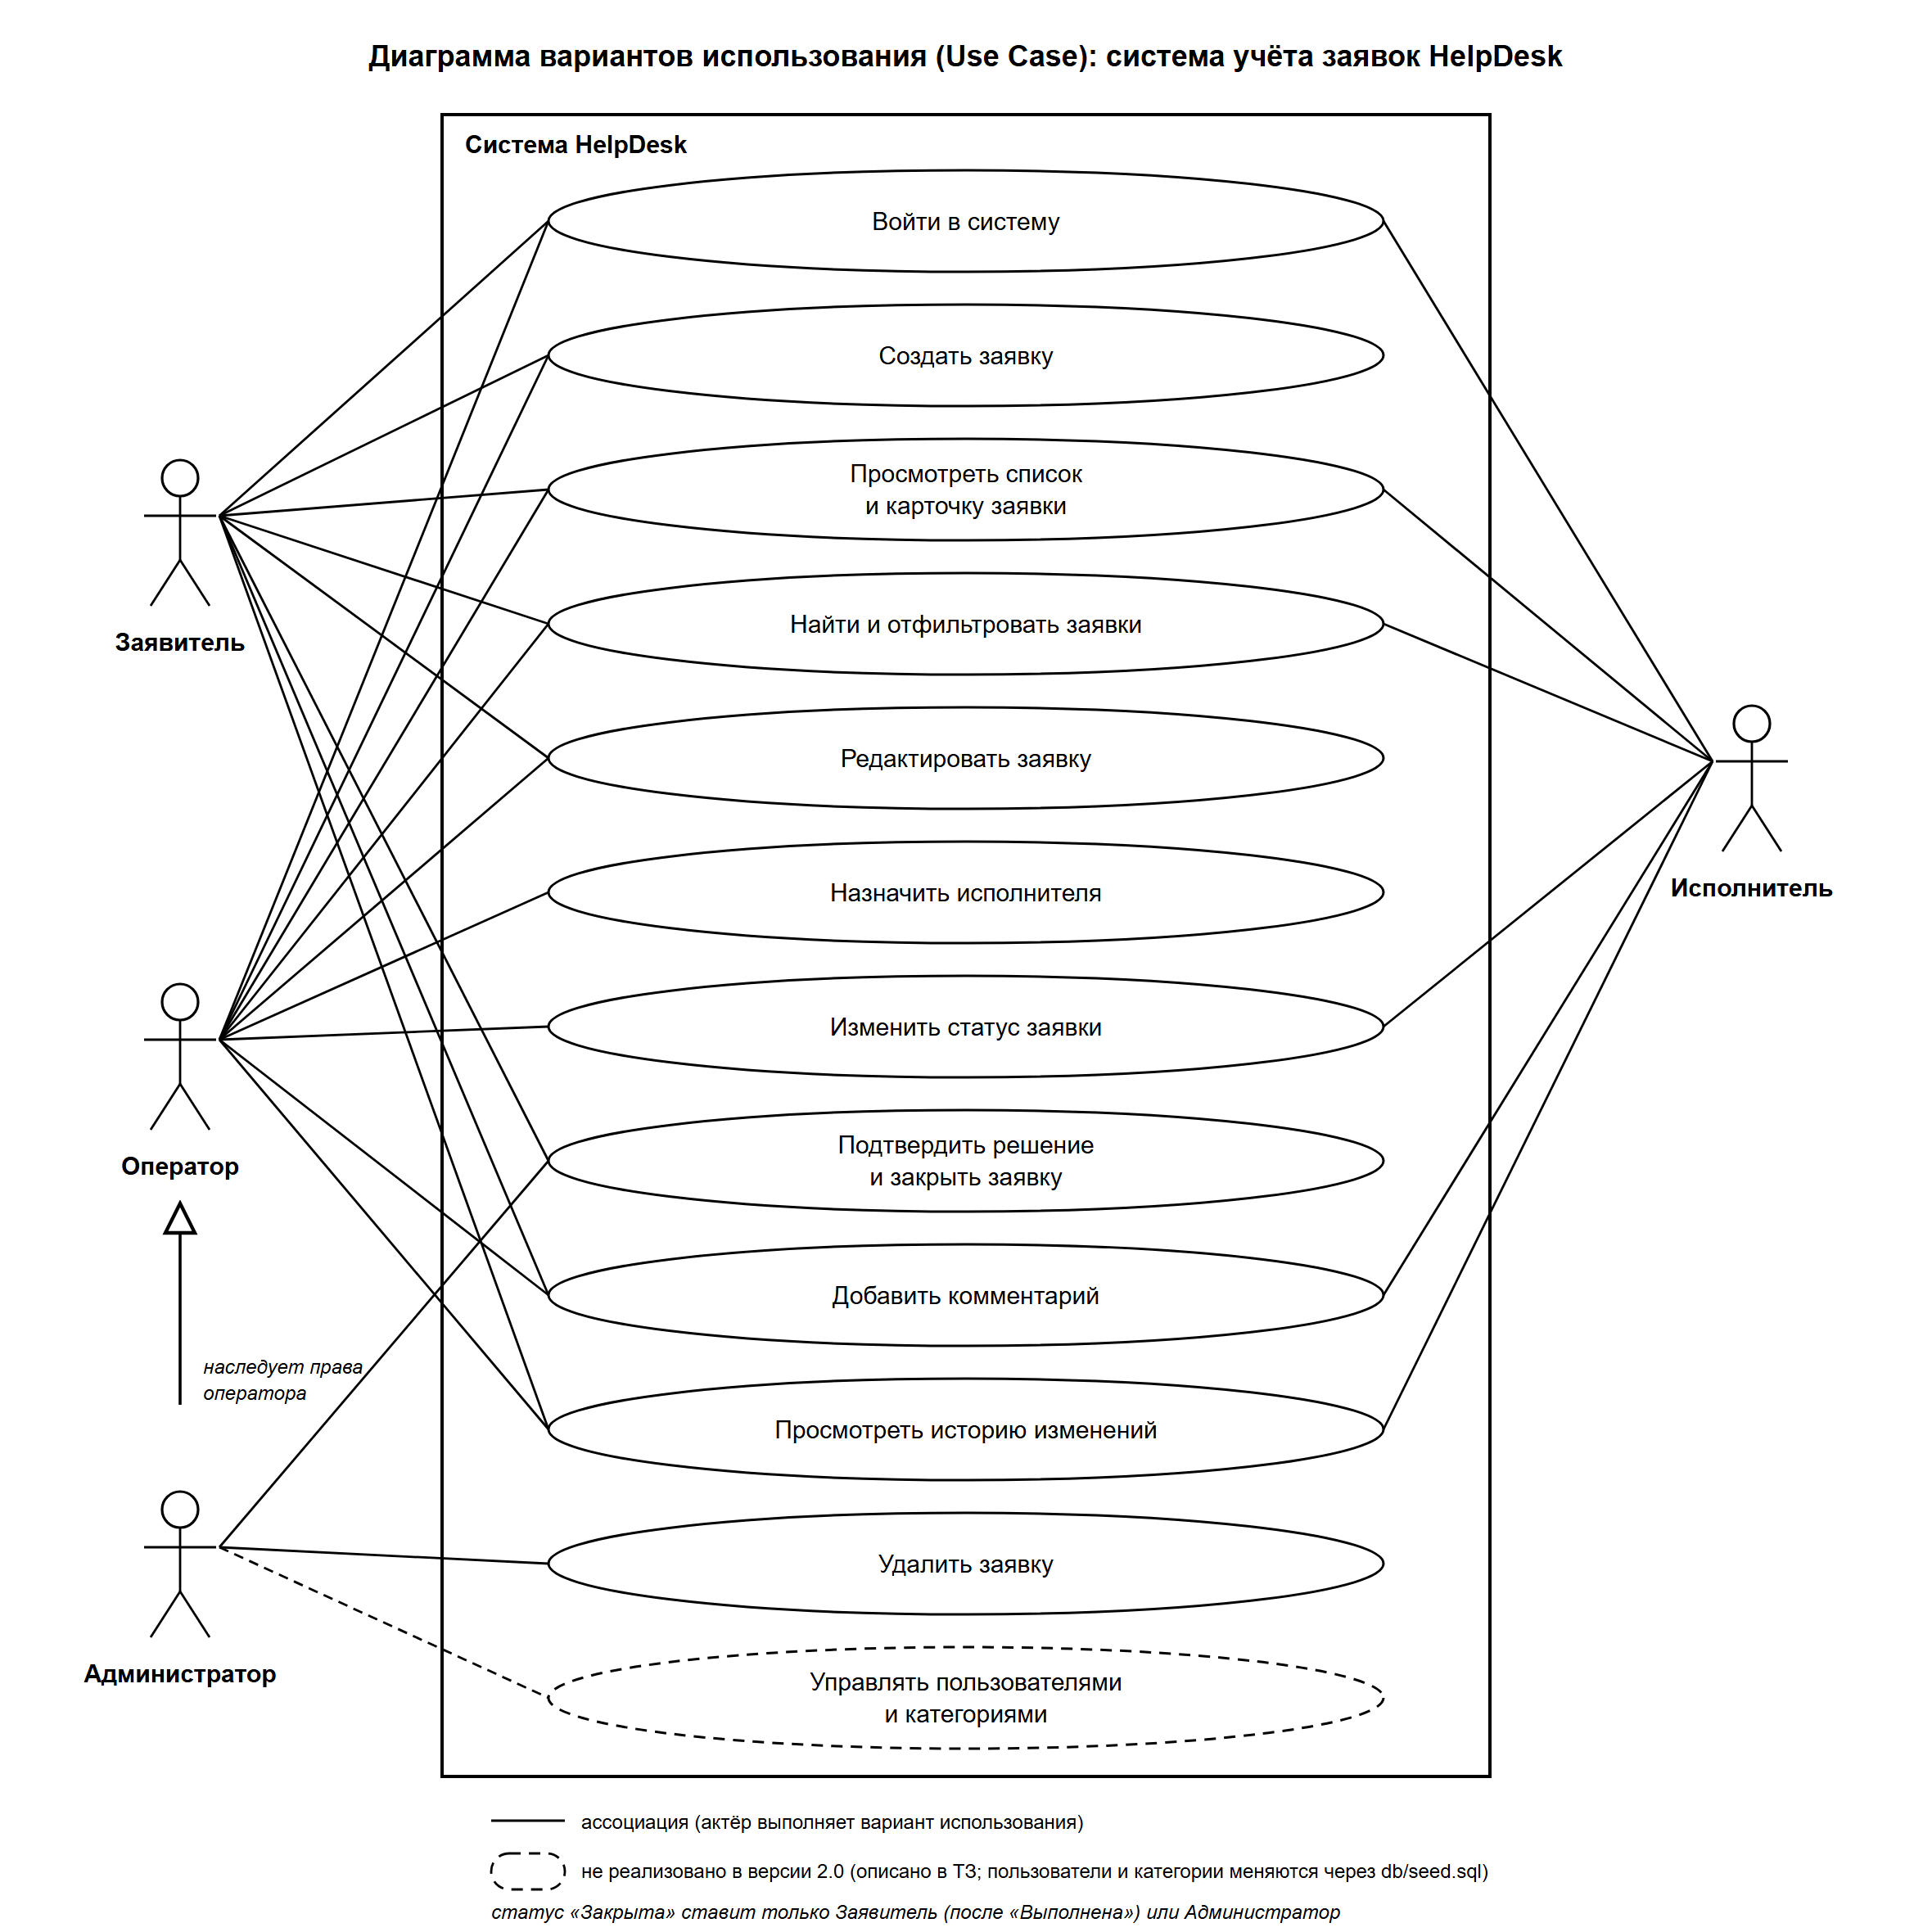 Диаграмма вариантов использования (Use Case): система учёта заявок HelpDesk
Система HelpDesk
Войти в систему
Создать заявку
Просмотреть список
и карточку заявки
Найти и отфильтровать заявки
Редактировать заявку
Назначить исполнителя
Изменить статус заявки
Подтвердить решение
и закрыть заявку
Добавить комментарий
Просмотреть историю изменений
Удалить заявку
Управлять пользователями
и категориями
Заявитель
Оператор
наследует права
оператора
Администратор
Исполнитель
ассоциация (актёр выполняет вариант использования)
не реализовано в версии 2.0 (описано в ТЗ; пользователи и категории меняются через db/seed.sql)
статус «Закрыта» ставит только Заявитель (после «Выполнена») или Администратор